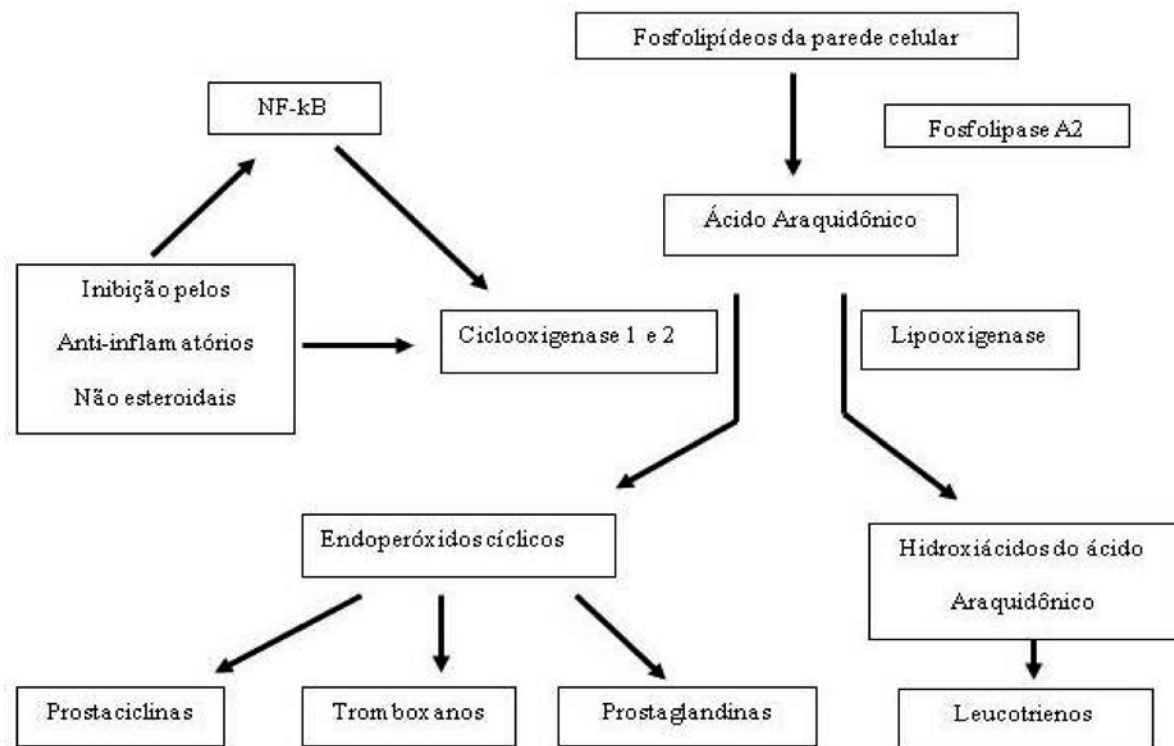 Fosfolipídeos da parede celular
NF-kB
Fosfolipase A2
Ácido Araquidônico
Inibição pelos
Anti-inflamatórios
Não esteroidais
Ciclooxigenase 1 e 2
Lipooxigenase
Endoperóxidos cíclicos
Hidroxiácidos do ácido
Araquidônico
Prostaciclinas
Tromboxanos
Prostaglandinas
Leucotrienos